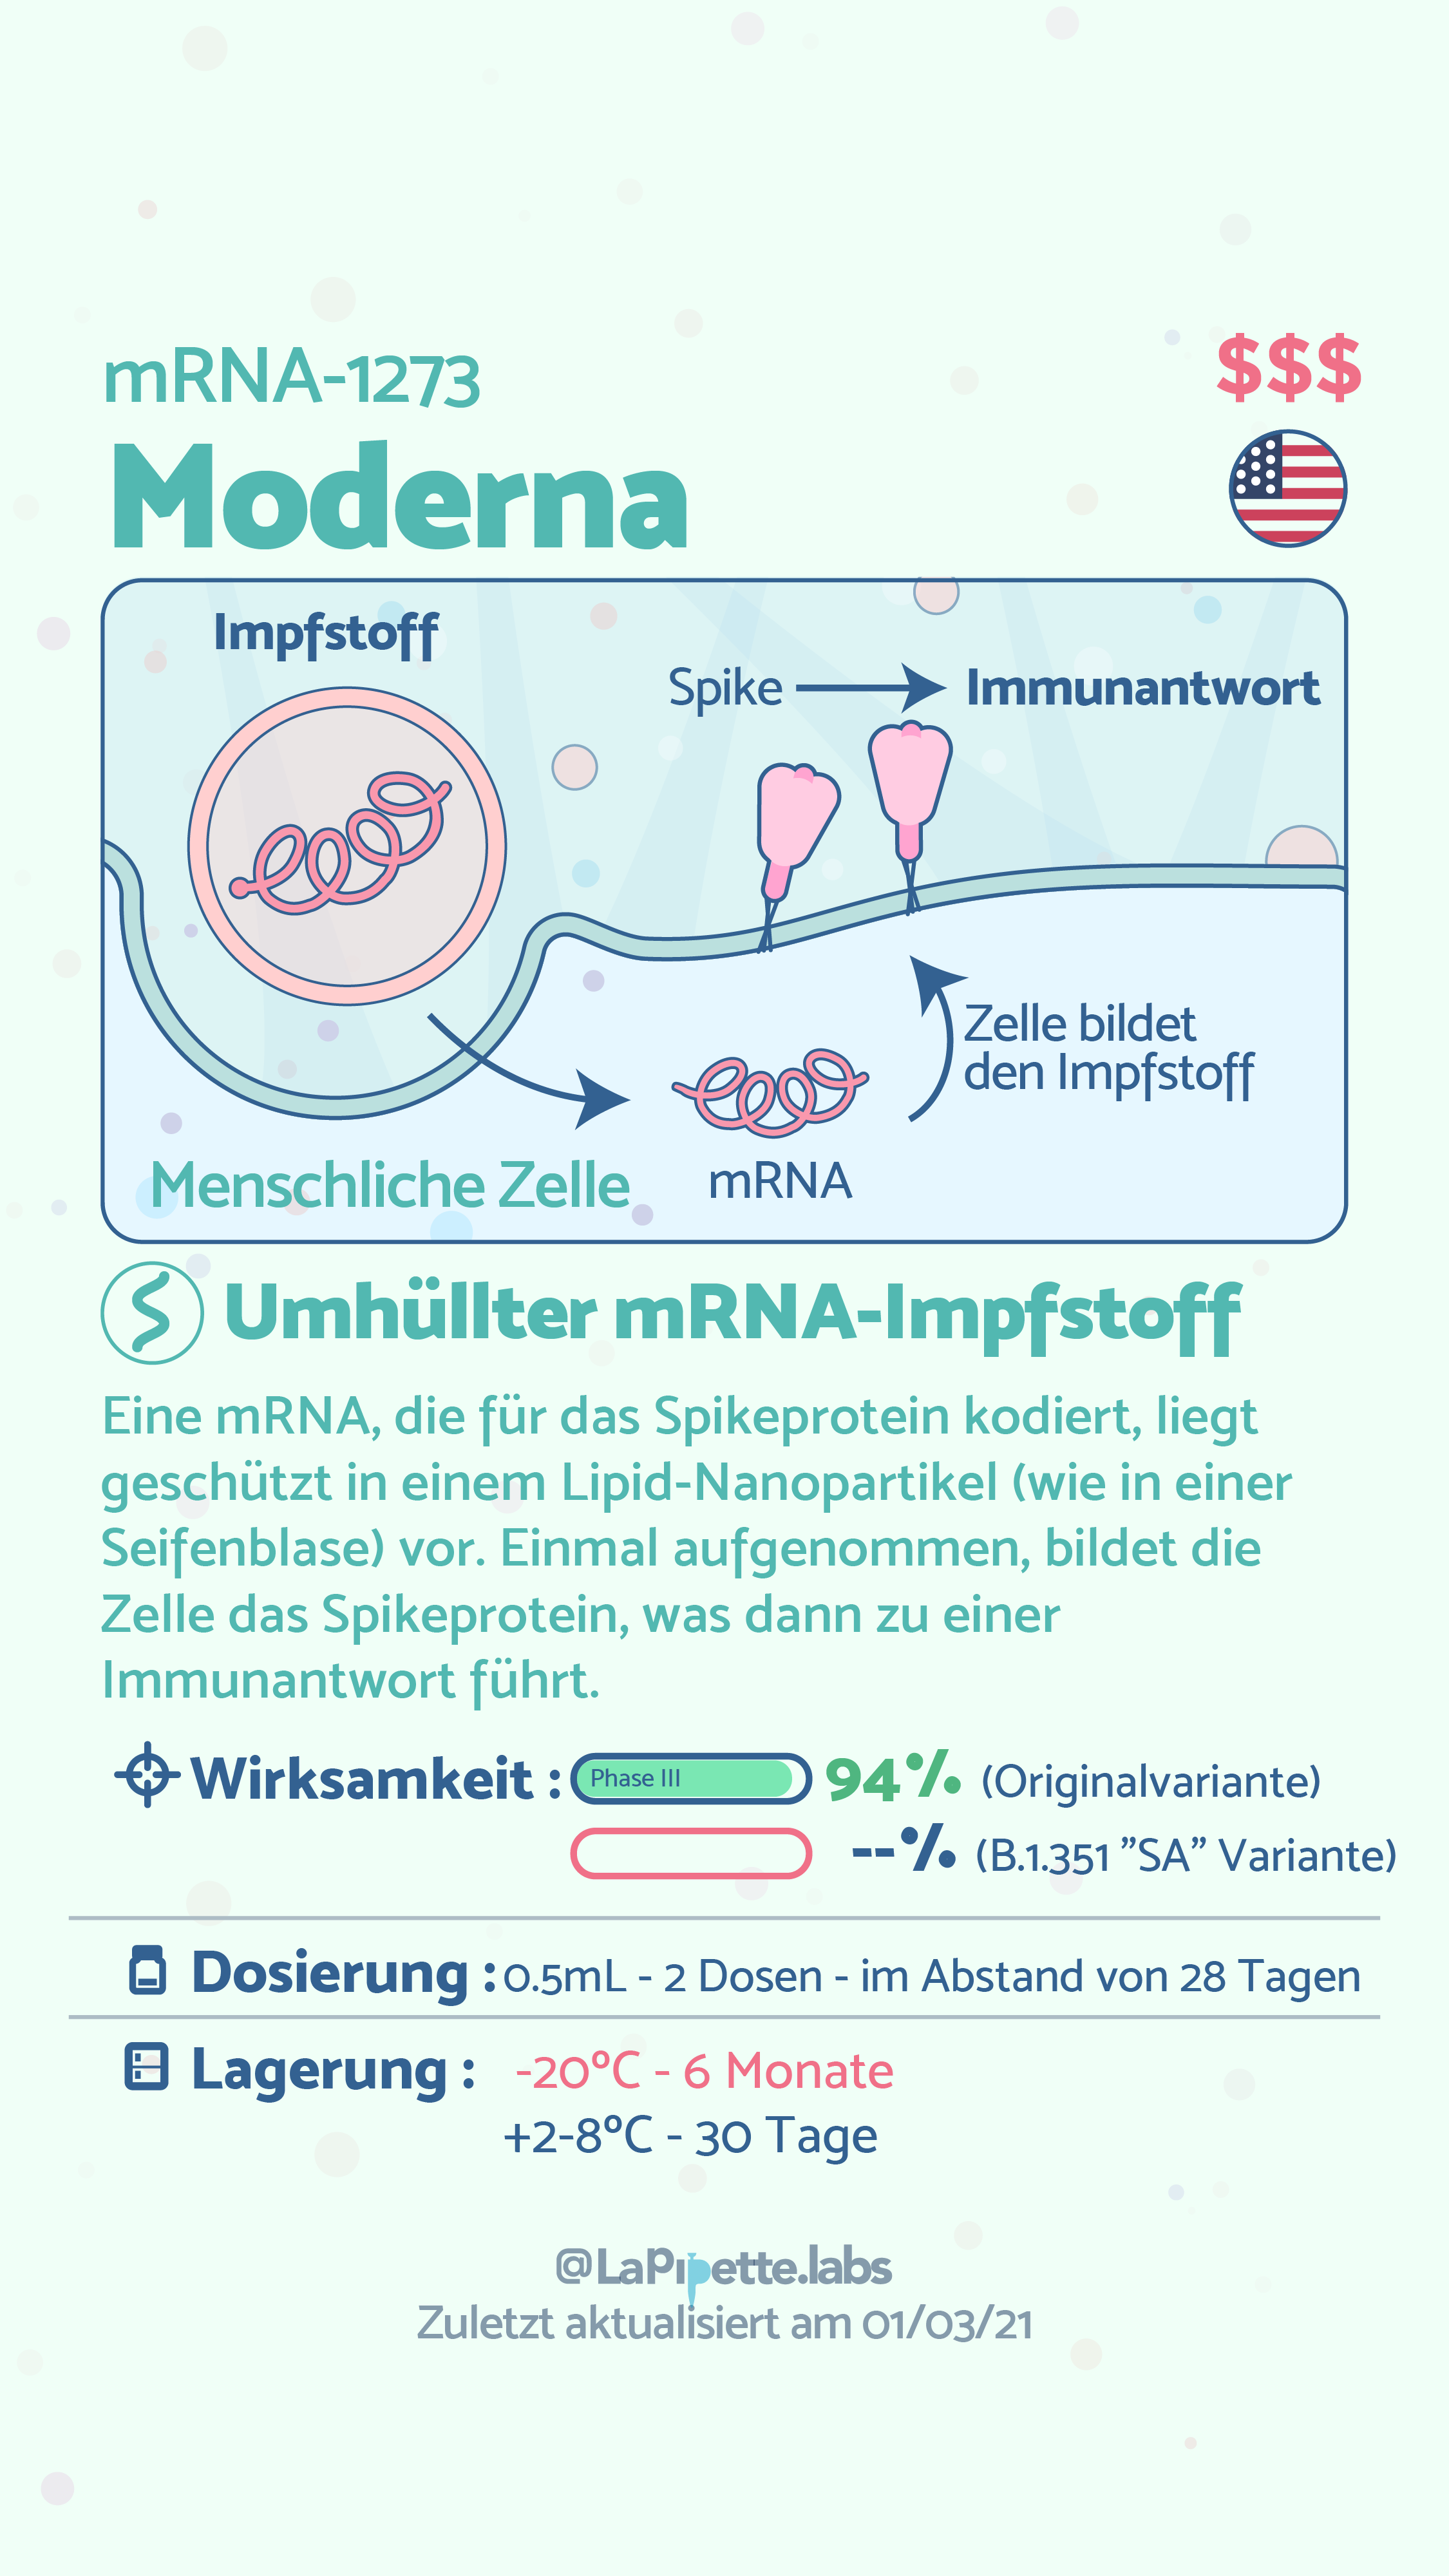 mRNA-1273
$$$
Moderna
Impfstoff
Spike
Immunantwort
Zelle bildet
den Impfstoff
Menschliche Zelle
mRNA
Umhüllter mRNA-Impfstoff
Eine mRNA, die für das Spikeprotein kodiert, liegt
geschützt in einem Lipid-Nanopartikel (wie in einer
Seifenblase) vor. Einmal aufgenommen, bildet die
Zelle das Spikeprotein, was dann zu einer
Immunantwort führt.
Wirksamkeit : Phase III 94% (Originalvariante)
--% (B.1.351 ”SA” Variante)
Dosierung : 0.5mL - 2 Dosen - im Abstand von 28 Tagen
Lagerung : -20ºC - 6 Monate
+2-8ºC - 30 Tage
@LaPipette.labs
Zuletzt aktualisiert am 01/03/21